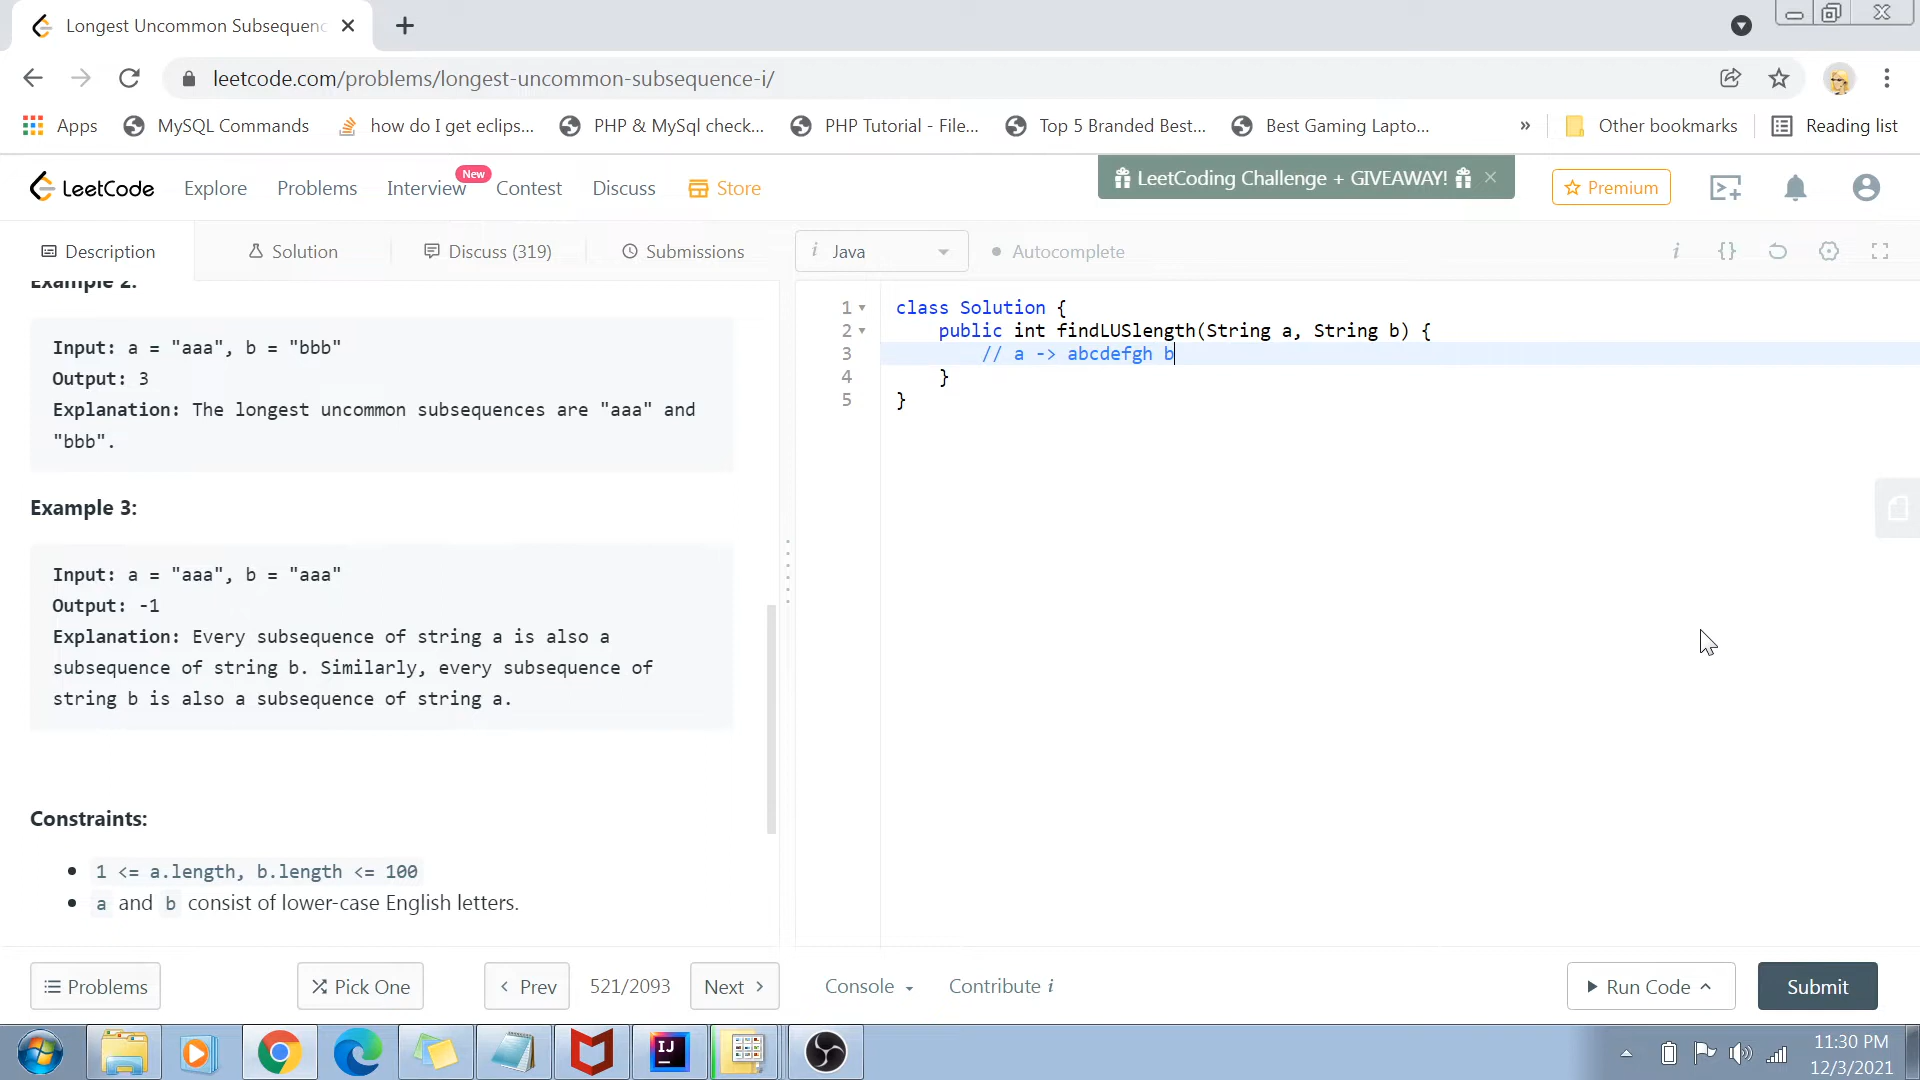 Longest Uncommon Subsequenc
leetcode.com/problems/longest-uncommon-subsequence-i/
Apps MySQL Commands how do I get eclips... PHP & MySql check... PHP Tutorial - File... Top 5 Branded Best... Best Gaming Lapto... » Other bookmarks Reading list
LeetCode Explore Problems Interview New Contest Discuss Store LeetCoding Challenge + GIVEAWAY! Premium
Description Solution Discuss (319) Submissions i Java Autocomplete i {}
Example 2:
Input: a = "aaa", b = "bbb"
Output: 3
Explanation: The longest uncommon subsequences are "aaa" and
"bbb".
Example 3:
Input: a = "aaa", b = "aaa"
Output: -1
Explanation: Every subsequence of string a is also a
subsequence of string b. Similarly, every subsequence of
string b is also a subsequence of string a.
Constraints:
1 <= a.length, b.length <= 100
a and b consist of lower-case English letters.
1 class Solution {
2 public int findLUSlength(String a, String b) {
3 // a -> abcdefgh b
4 }
5 }
Problems Pick One Prev 521/2093 Next Console Contribute i Run Code Submit
IJ
11:30 PM
12/3/2021